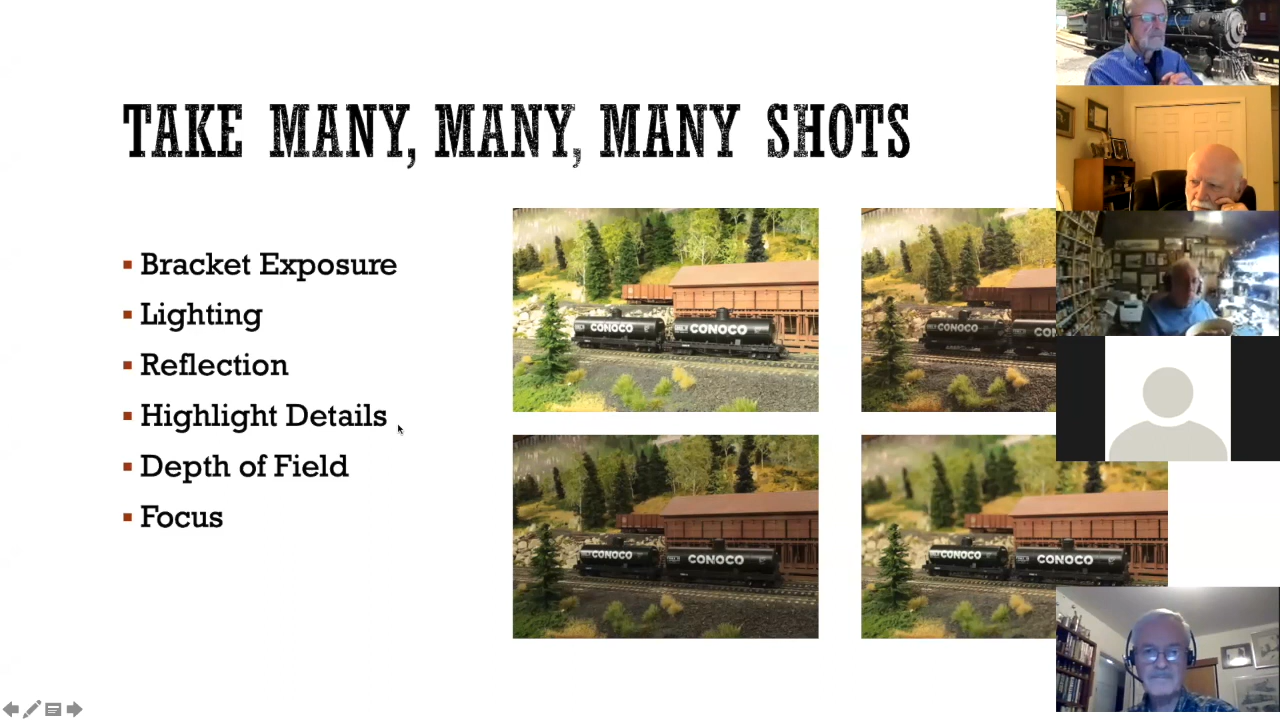 TAKE MANY, MANY, MANY SHOTS
Bracket Exposure
Lighting
Reflection
Highlight Details
Depth of Field
Focus
CONOCO CONOCO
CONOCO
CONOCO CONOCO
CONOCO CONOCO